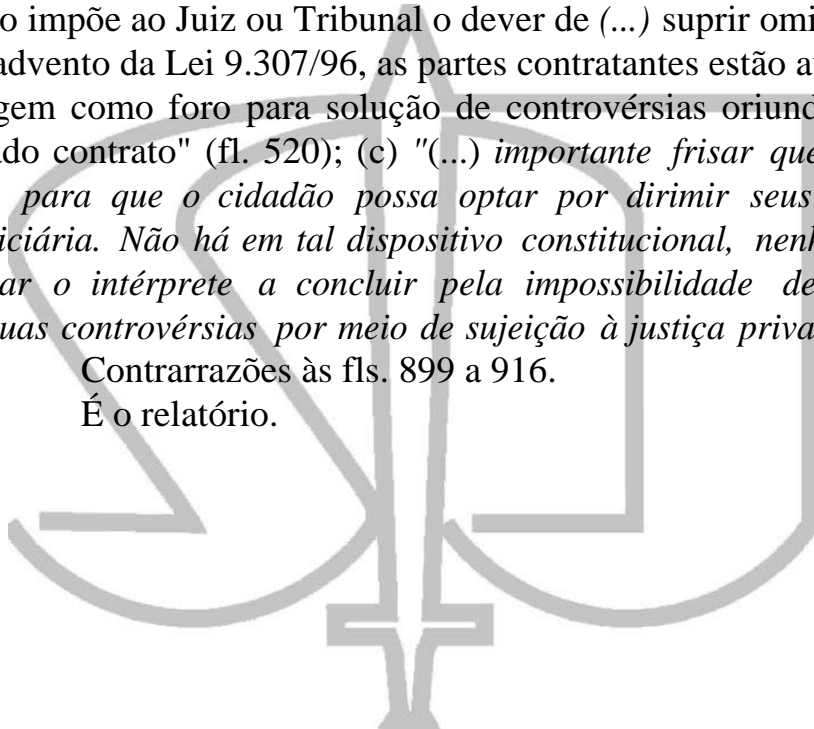 o impõe ao Juiz ou Tribunal o dever de (...) suprir omi
advento da Lei 9.307/96, as partes contratantes estão a
gem como foro para solução de controvérsias oriund
do contrato" (fl. 520); (c) "(...) importante frisar que
para que o cidadão possa optar por dirimir seus
iciária. Não há em tal dispositivo constitucional, nenh
ar o intérprete a concluir pela impossibilidade de
uas controvérsias por meio de sujeição à justiça priva
Contrarrazões às fls. 899 a 916.
É o relatório.